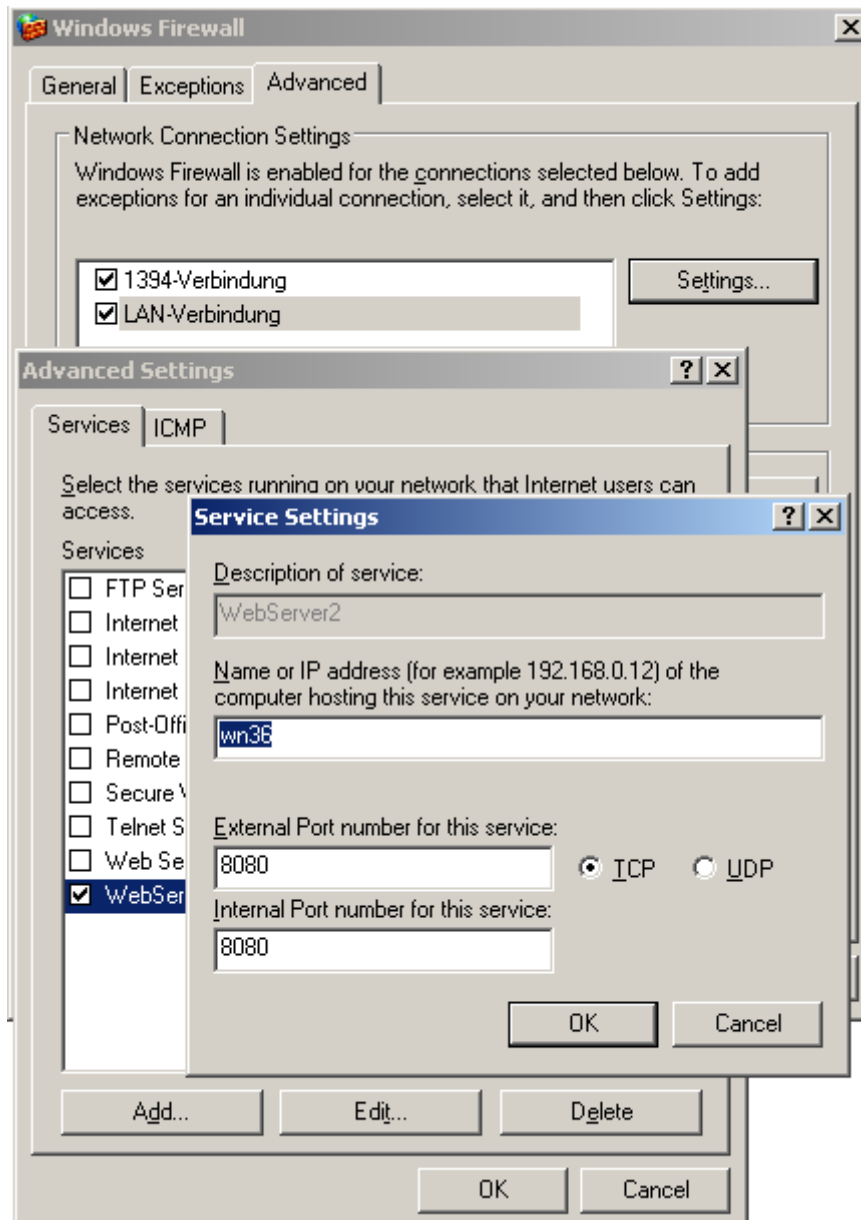 Windows Firewall
General Exceptions Advanced
Network Connection Settings
Windows Firewall is enabled for the connections selected below. To add
exceptions for an individual connection, select it, and then click Settings:
1394-Verbindung
Settings...
LAN-Verbindung
Advanced Settings
Services ICMP
Select the services running on your network that Internet users can
access.
Services
FTP Ser
Internet
Internet
Internet
Post-Offi
Remote
Secure
Telnet S
Web Se
WebSer
Service Settings
Description of service:
WebServer2
Name or IP address (for example 192.168.0.12) of the
computer hosting this service on your network:
wn36
External Port number for this service:
8080 TCP UDP
Internal Port number for this service:
8080
OK Cancel
Add... Edit... Delete
OK Cancel